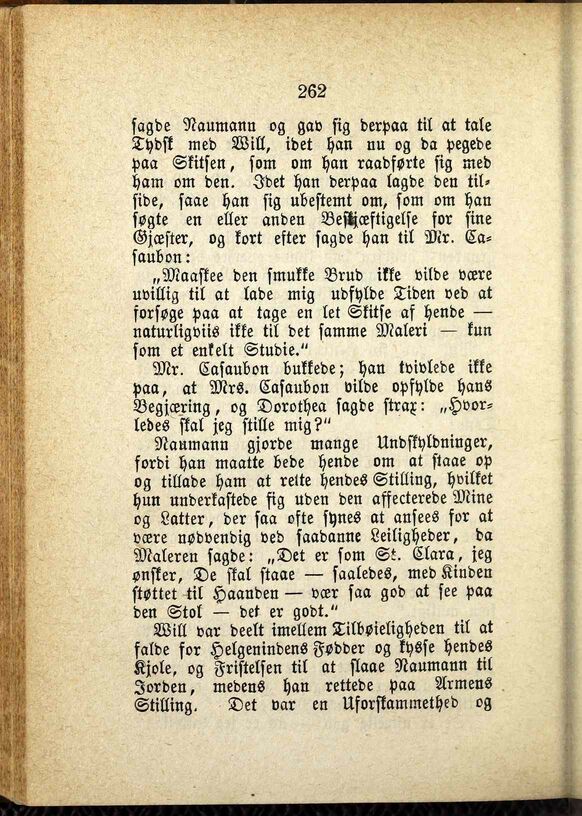 262
sagde Naumann og gav sig derpaa til at tale
Tydsk med Will, idet han nu og da pegede
paa Skitsen, som om han raadførte sig med
ham om den. Idet han derpaa lagde den til-
side, saae han sig ubestemt om, som om han
søgte en eller anden Beskjæftigelse for sine
Gjæster, og kort efter sagde han til Mr. Ca-
saubon:
„Maaskee den smukke Brud ikke vilde være
uvillig til at lade mig udfylde Tiden ved at
forsøge paa at tage en let Skitse af hende —
naturligviis ikke til det samme Maleri — kun
som et enkelt Studie."
Mr. Casaubon bukkede; han tvivlede ikke
paa, at Mrs. Casaubon vilde opfylde hans
Begjæring, og Dorothea sagde strax: „Hvor-
ledes skal jeg stille mig?"
Naumann gjorde mange Undskyldninger,
fordi han maatte bede hende om at staae op
og tillade ham at rette hendes Stilling, hvilket
hun underkastede sig uden den affecterede Mine
og Latter, der saa ofte synes at ansees for at
være nødvendig ved saadanne Leiligheder, da
Maleren sagde: „Det er som St. Clara, jeg
ønsker, De skal staae — saaledes, med Kinden
støttet til Haanden — vær saa god at see paa
den Stol — det er godt."
Will var deelt imellem Tilbøieligheden til at
falde for Helgenindens Fødder og kysse hendes
Kjole, og Fristelsen til at slaae Naumann til
Jorden, medens han rettede paa Armens
Stilling. Det var en Uforskammethed og